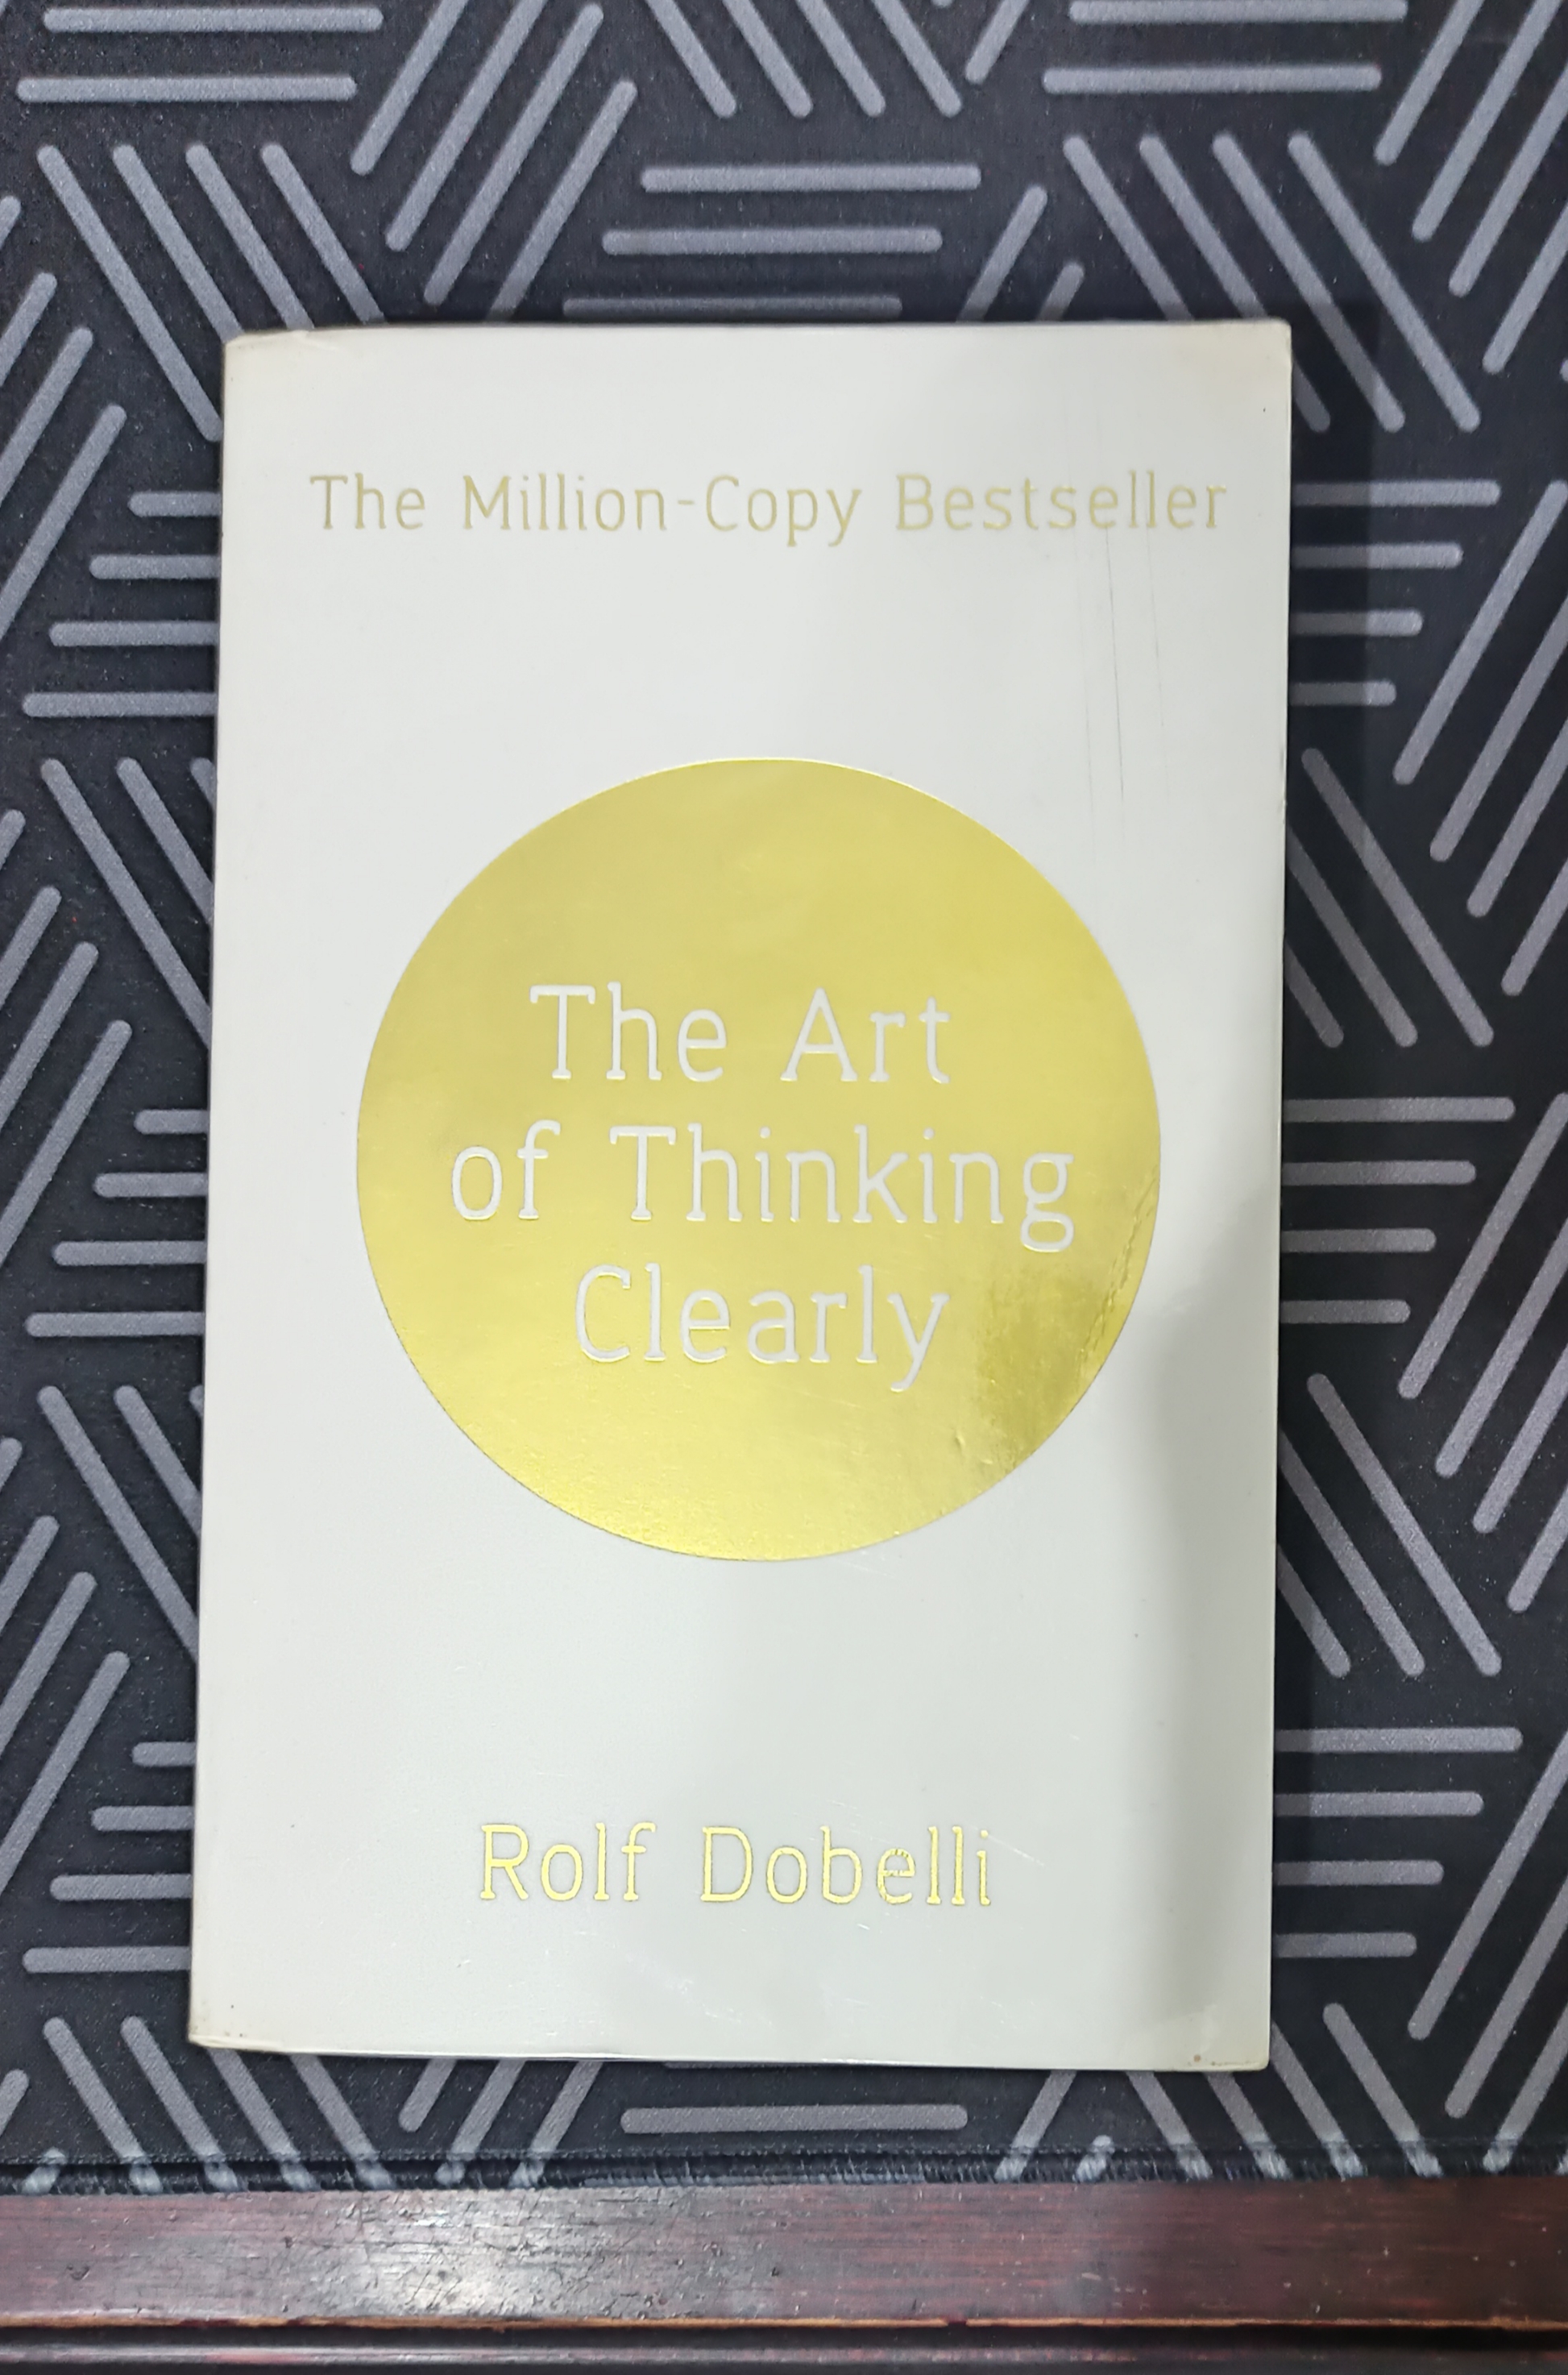 The Million-Copy Bestseller
The Art
of Thinking
Clearly
Rolf Dobelli